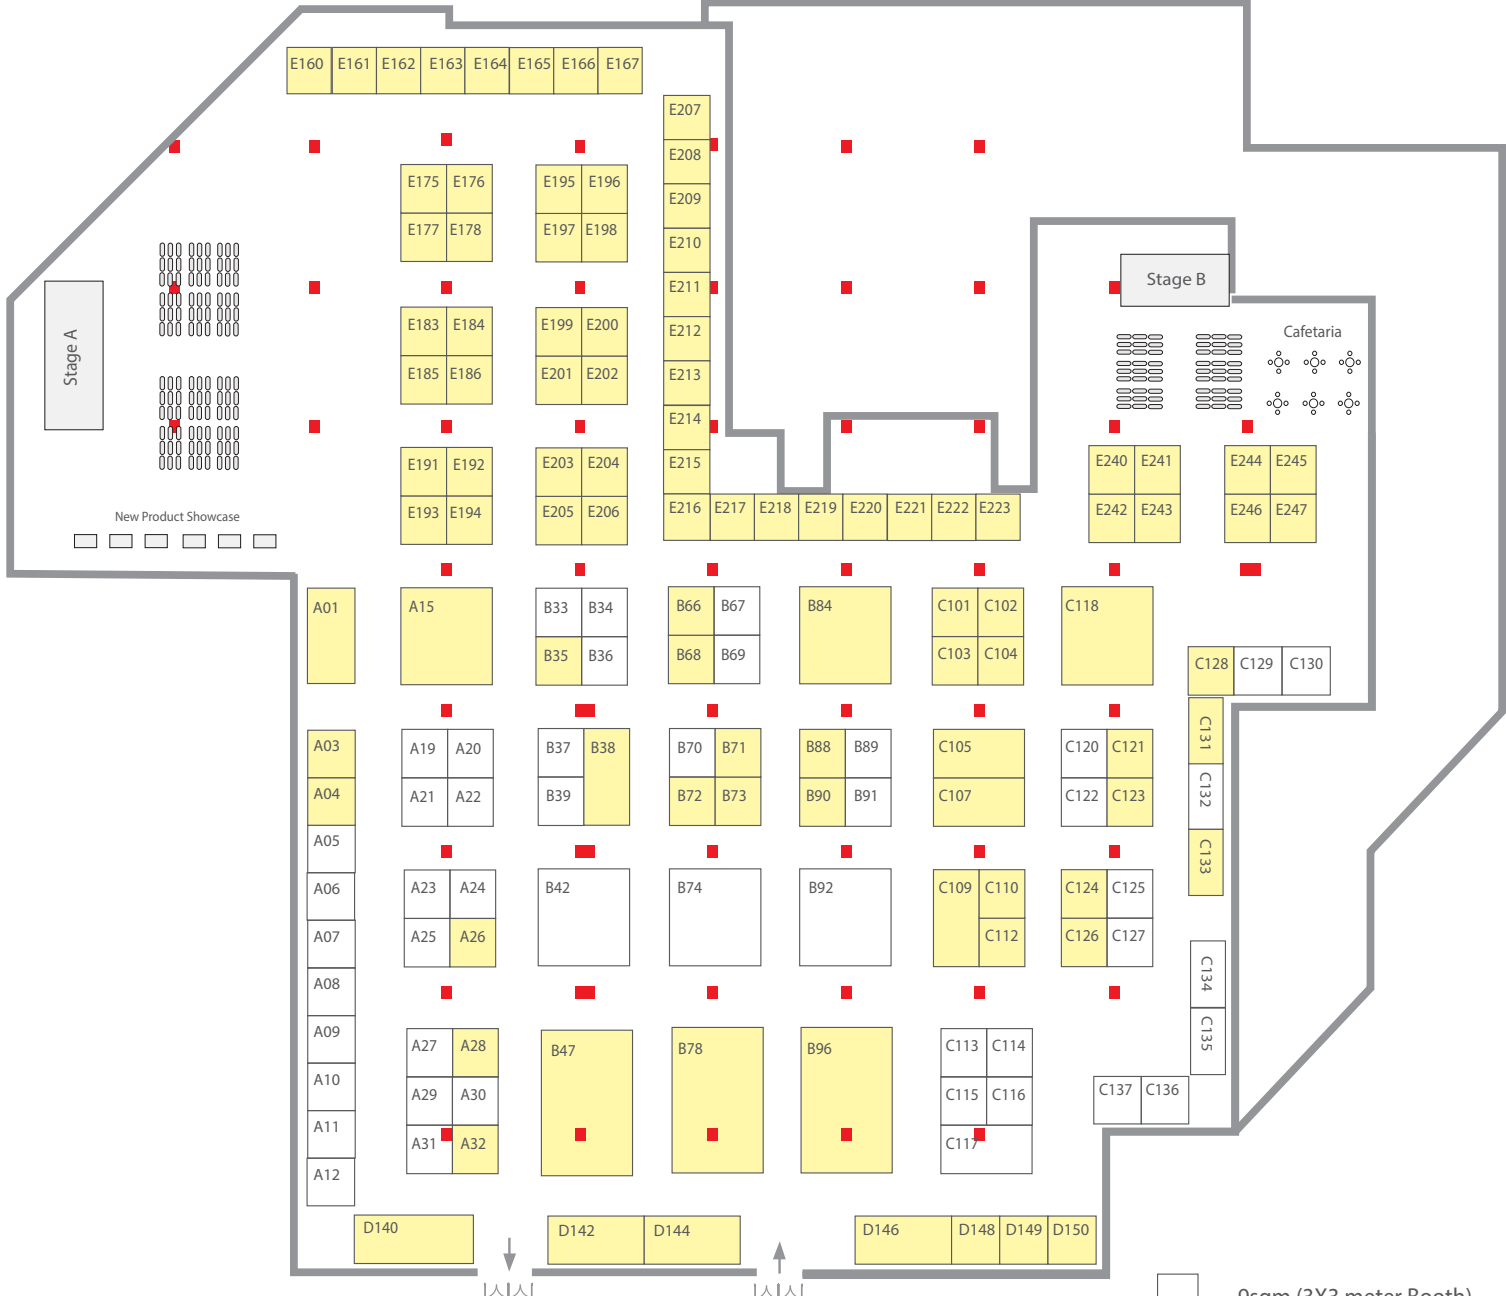 E160 E161 E162 E163 E164 E165 E166 E167
E207
E208
E209
E210
E211
E212
E213
E214
E215
E216 E217 E218 E219 E220 E221 E222 E223
E175 E176 E195 E196
E177 E178 E197 E198
E183 E184 E199 E200
E185 E186 E201 E202
E191 E192 E203 E204
E193 E194 E205 E206
Stage A
New Product Showcase
Stage B
Cafetaria
E240 E241 E244 E245
E242 E243 E246 E247
A01 A15 B33 B34 B66 B67 B84 C101 C102 C118
B35 B36 B68 B69 C103 C104
C128 C129 C130
C131
C132
C133
C134
C135
C137 C136
A03 A19 A20 B37 B38 B70 B71 B88 B89 C105 C120 C121
A04 A21 A22 B39 B72 B73 B90 B91 C107 C122 C123
A05
A06 A23 A24 B42 B74 B92 C109 C110 C124 C125
A07 A25 A26 C112 C126 C127
A08
A09 A27 A28 B47 B78 B96 C113 C114
A10 A29 A30 C115 C116
A11 A31 A32 C117
A12
D140 D142 D144 D146 D148 D149 D150
9sqm (3X3 meter Booth)